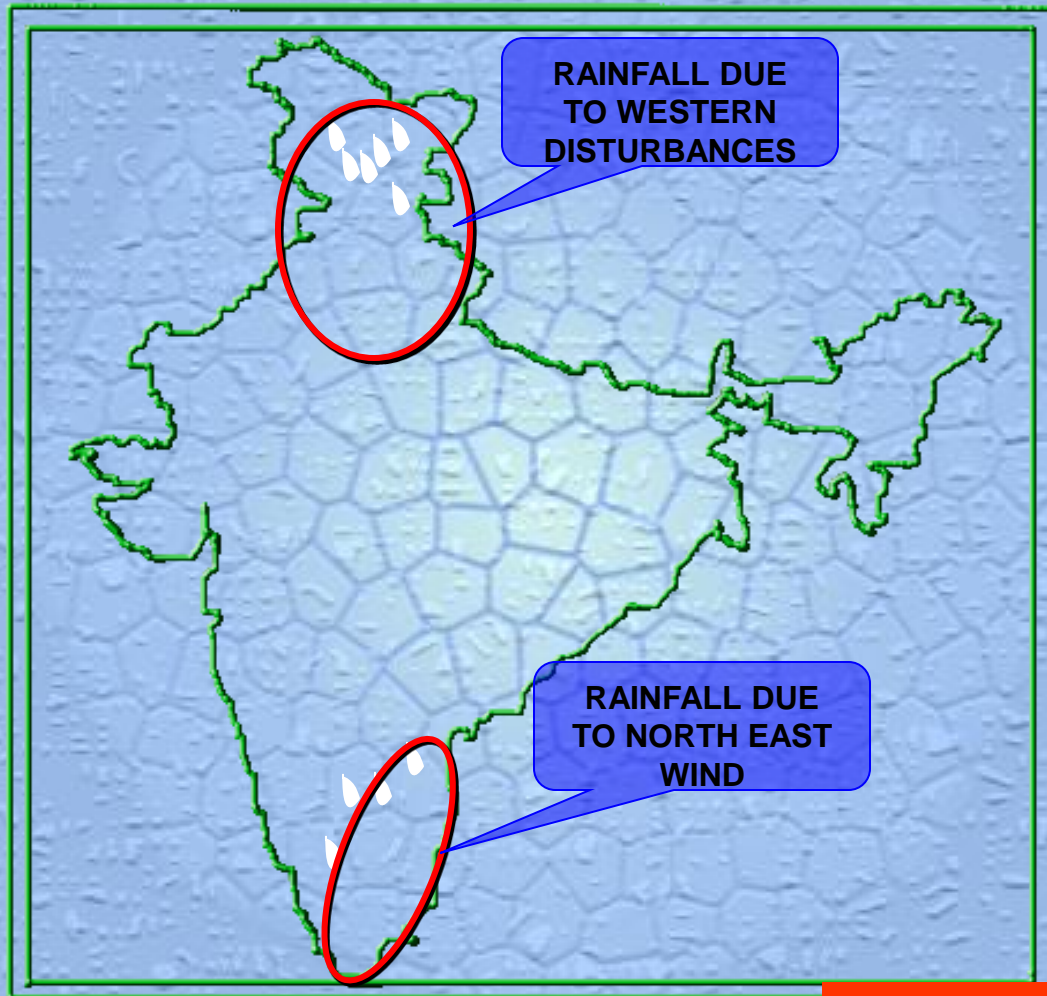 RAINFALL DUE
TO WESTERN
DISTURBANCES
RAINFALL DUE
TO NORTH EAST
WIND